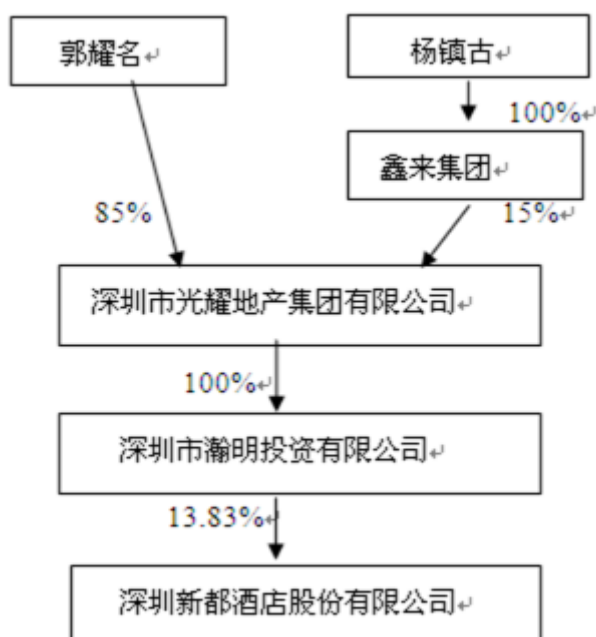 郭耀名
杨镇古
100%
鑫来集团
85%
15%
深圳市光耀地产集团有限公司
100%
深圳市瀚明投资有限公司
13.83%
深圳新都酒店股份有限公司